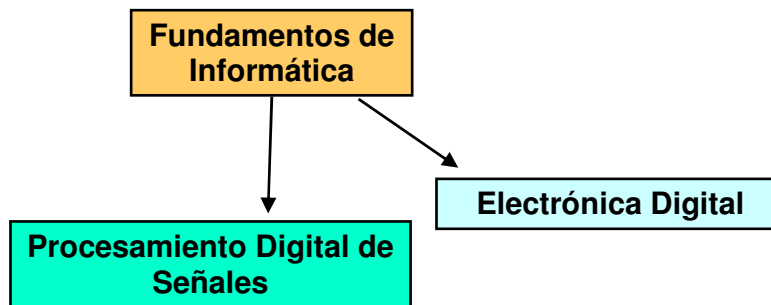 Fundamentos de
Informática
Electrónica Digital
Procesamiento Digital de
Señales